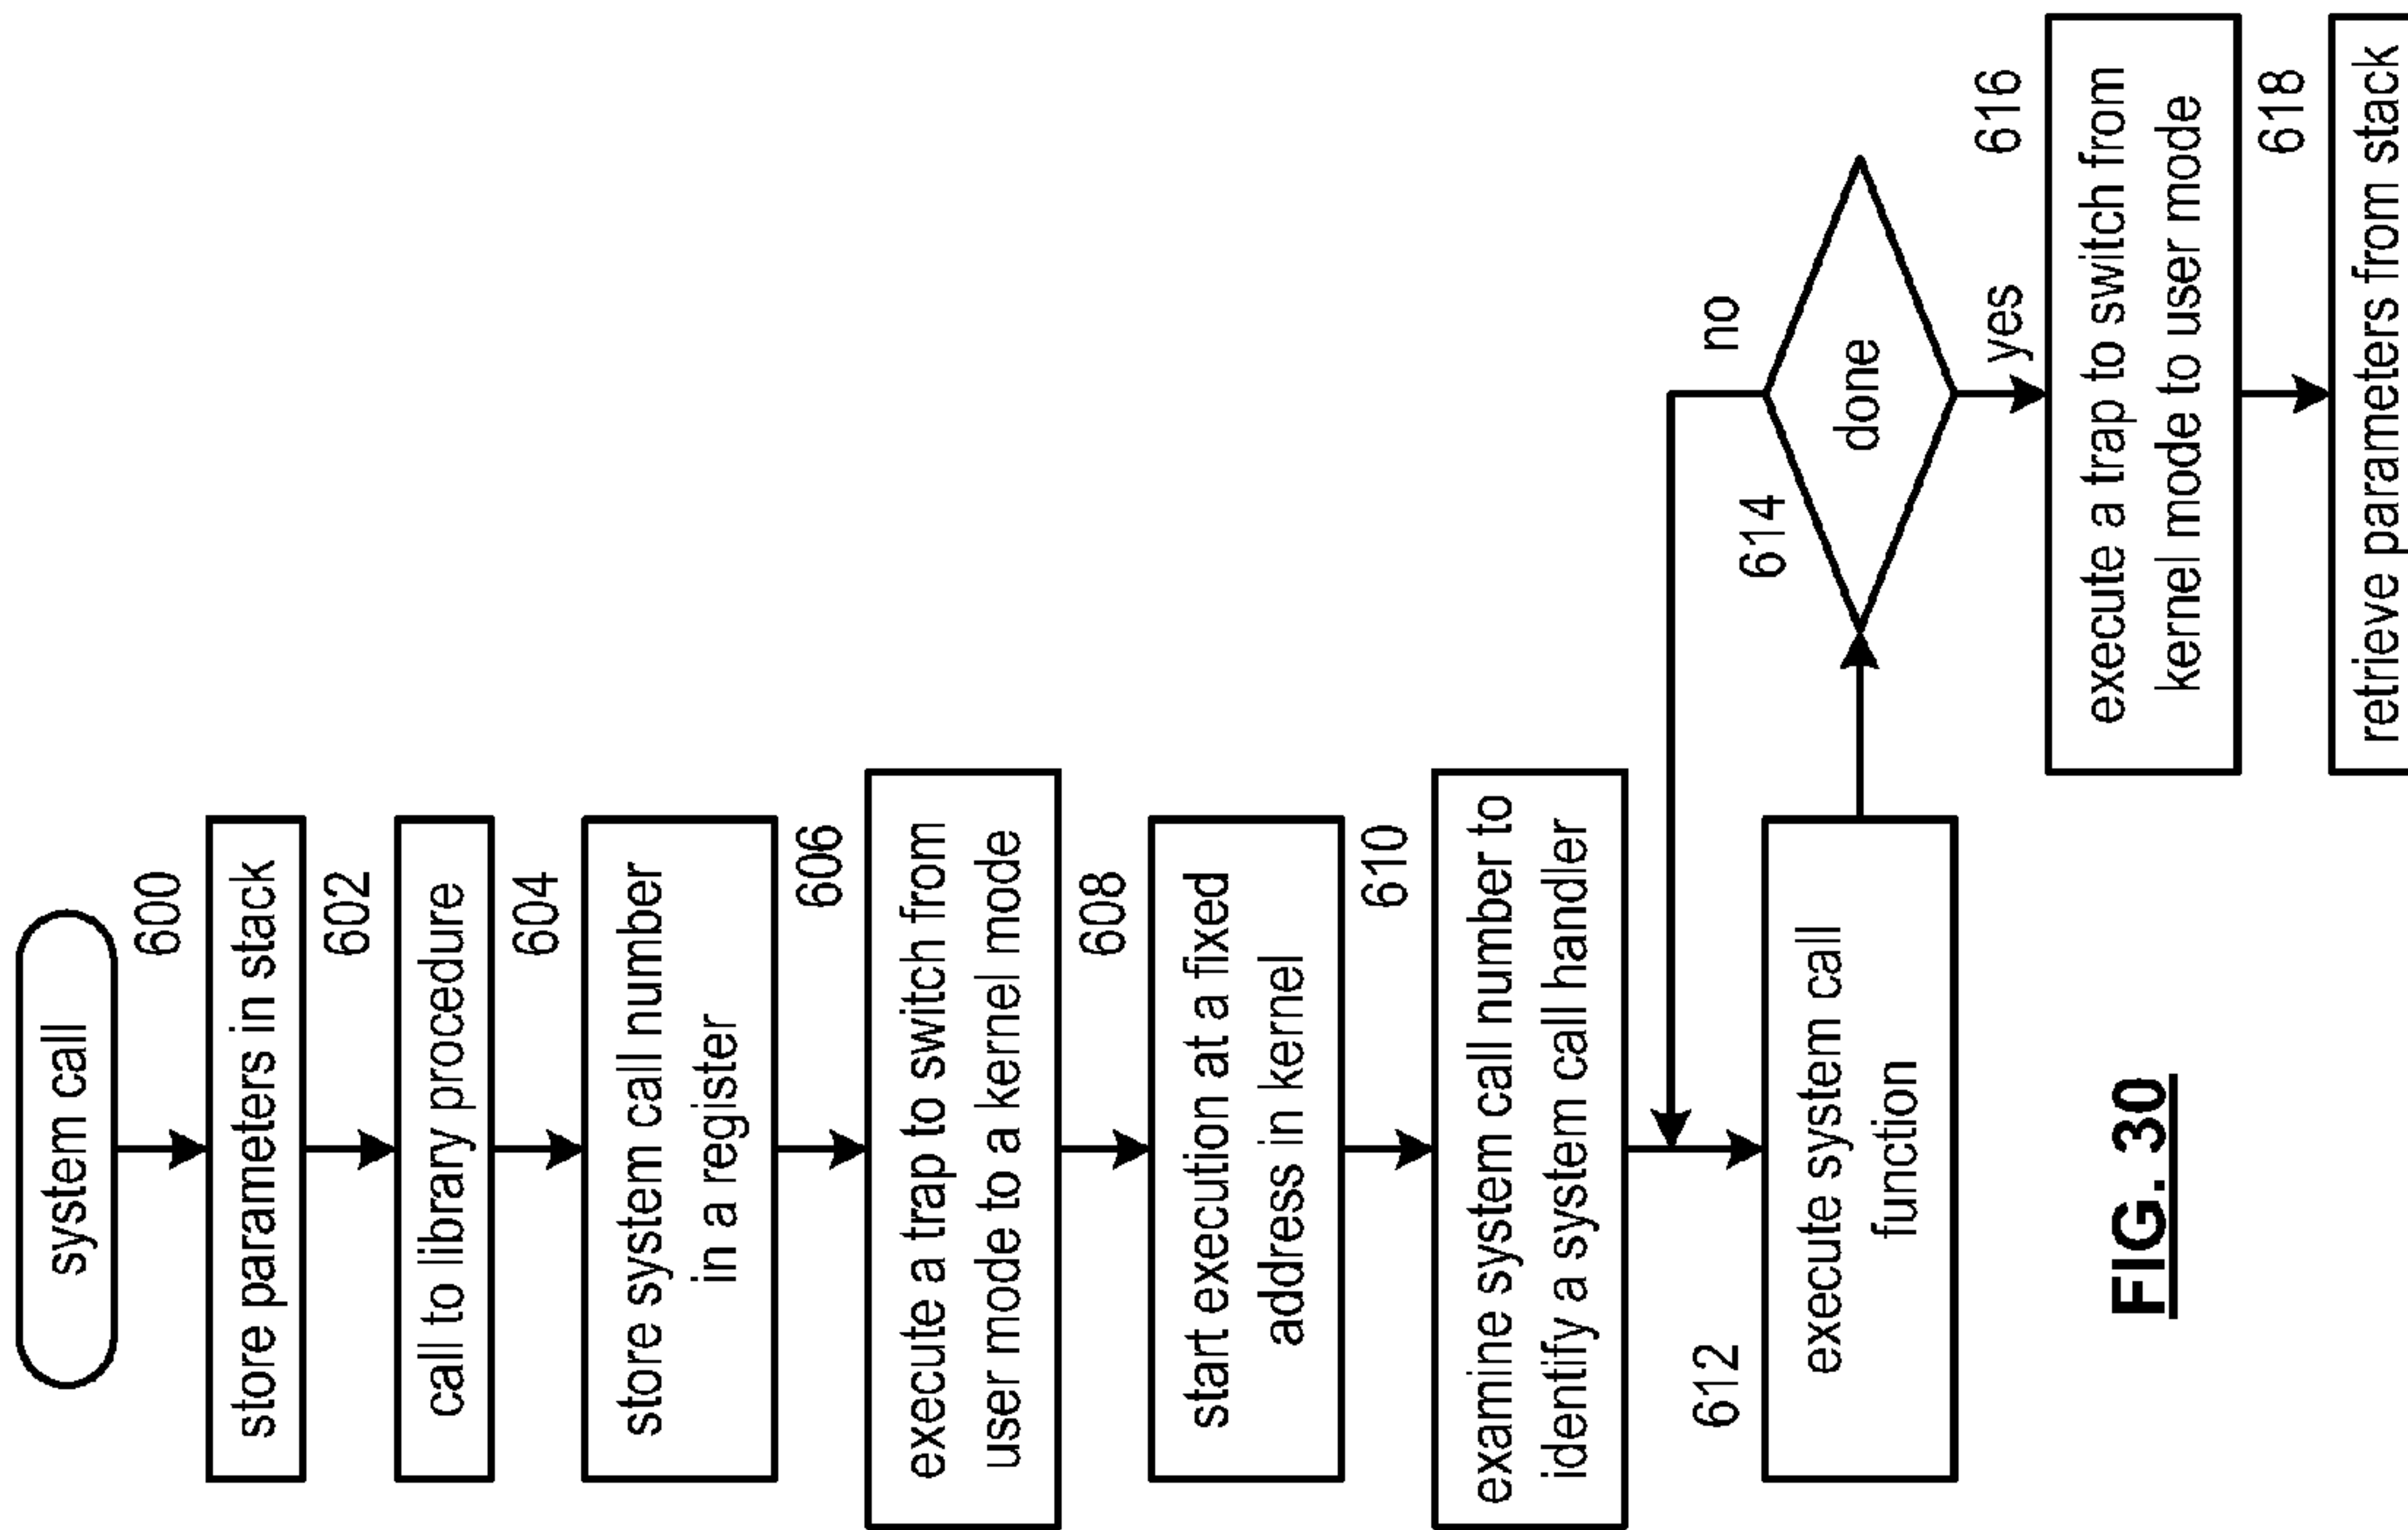 system call
600
store parameters in stack
602
call to library procedure
604
store system call number
in a register
606
execute a trap to switch from
user mode to a kernel mode
608
start execution at a fixed
address in kernel
610
examine system call number to
identify a system call handler
612
execute system call
function
614
done
no
yes
616
execute a trap to switch from
kernel mode to user mode
618
retrieve parameters from stack
FIG. 30